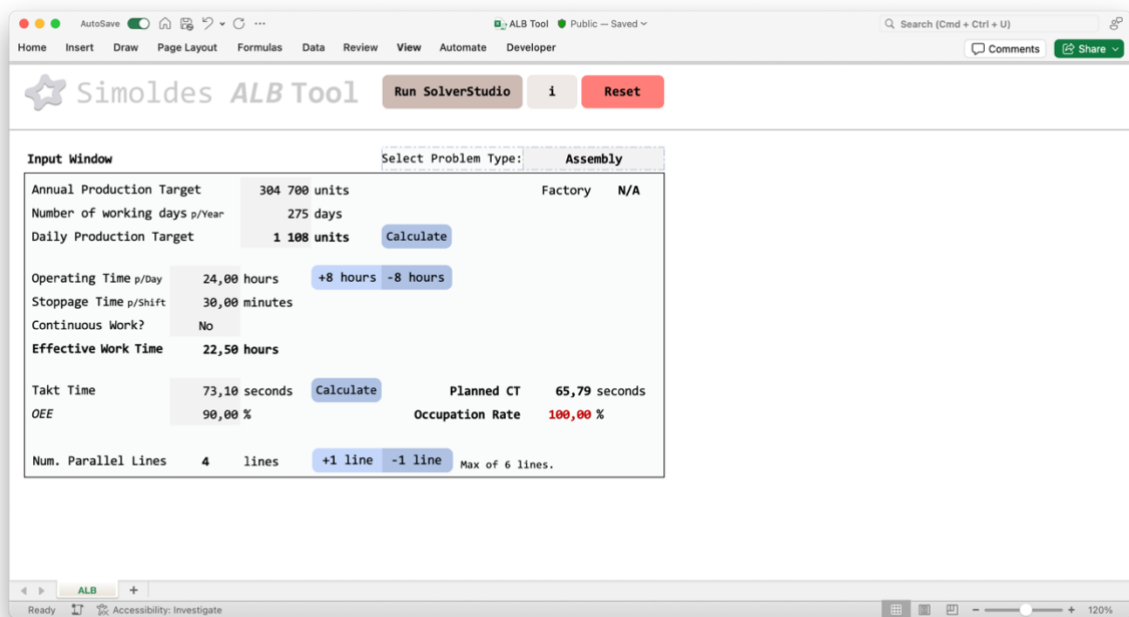 AutoSave ALB Tool Public — Saved Search (Cmd + Ctrl + U)
Home Insert Draw Page Layout Formulas Data Review View Automate Developer Comments Share
Simoldes ALB Tool Run SolverStudio i Reset
Input Window Select Problem Type: Assembly
Annual Production Target 304 700 units Factory N/A
Number of working days p/Year 275 days
Daily Production Target 1 108 units Calculate
Operating Time p/Day 24,00 hours +8 hours -8 hours
Stoppage Time p/Shift 30,00 minutes
Continuous Work? No
Effective Work Time 22,50 hours
Takt Time 73,10 seconds Calculate Planned CT 65,79 seconds
OEE 90,00 % Occupation Rate 100,00 %
Num. Parallel Lines 4 lines +1 line -1 line Max of 6 lines.
ALB +
Ready Accessibility: Investigate - + 120%